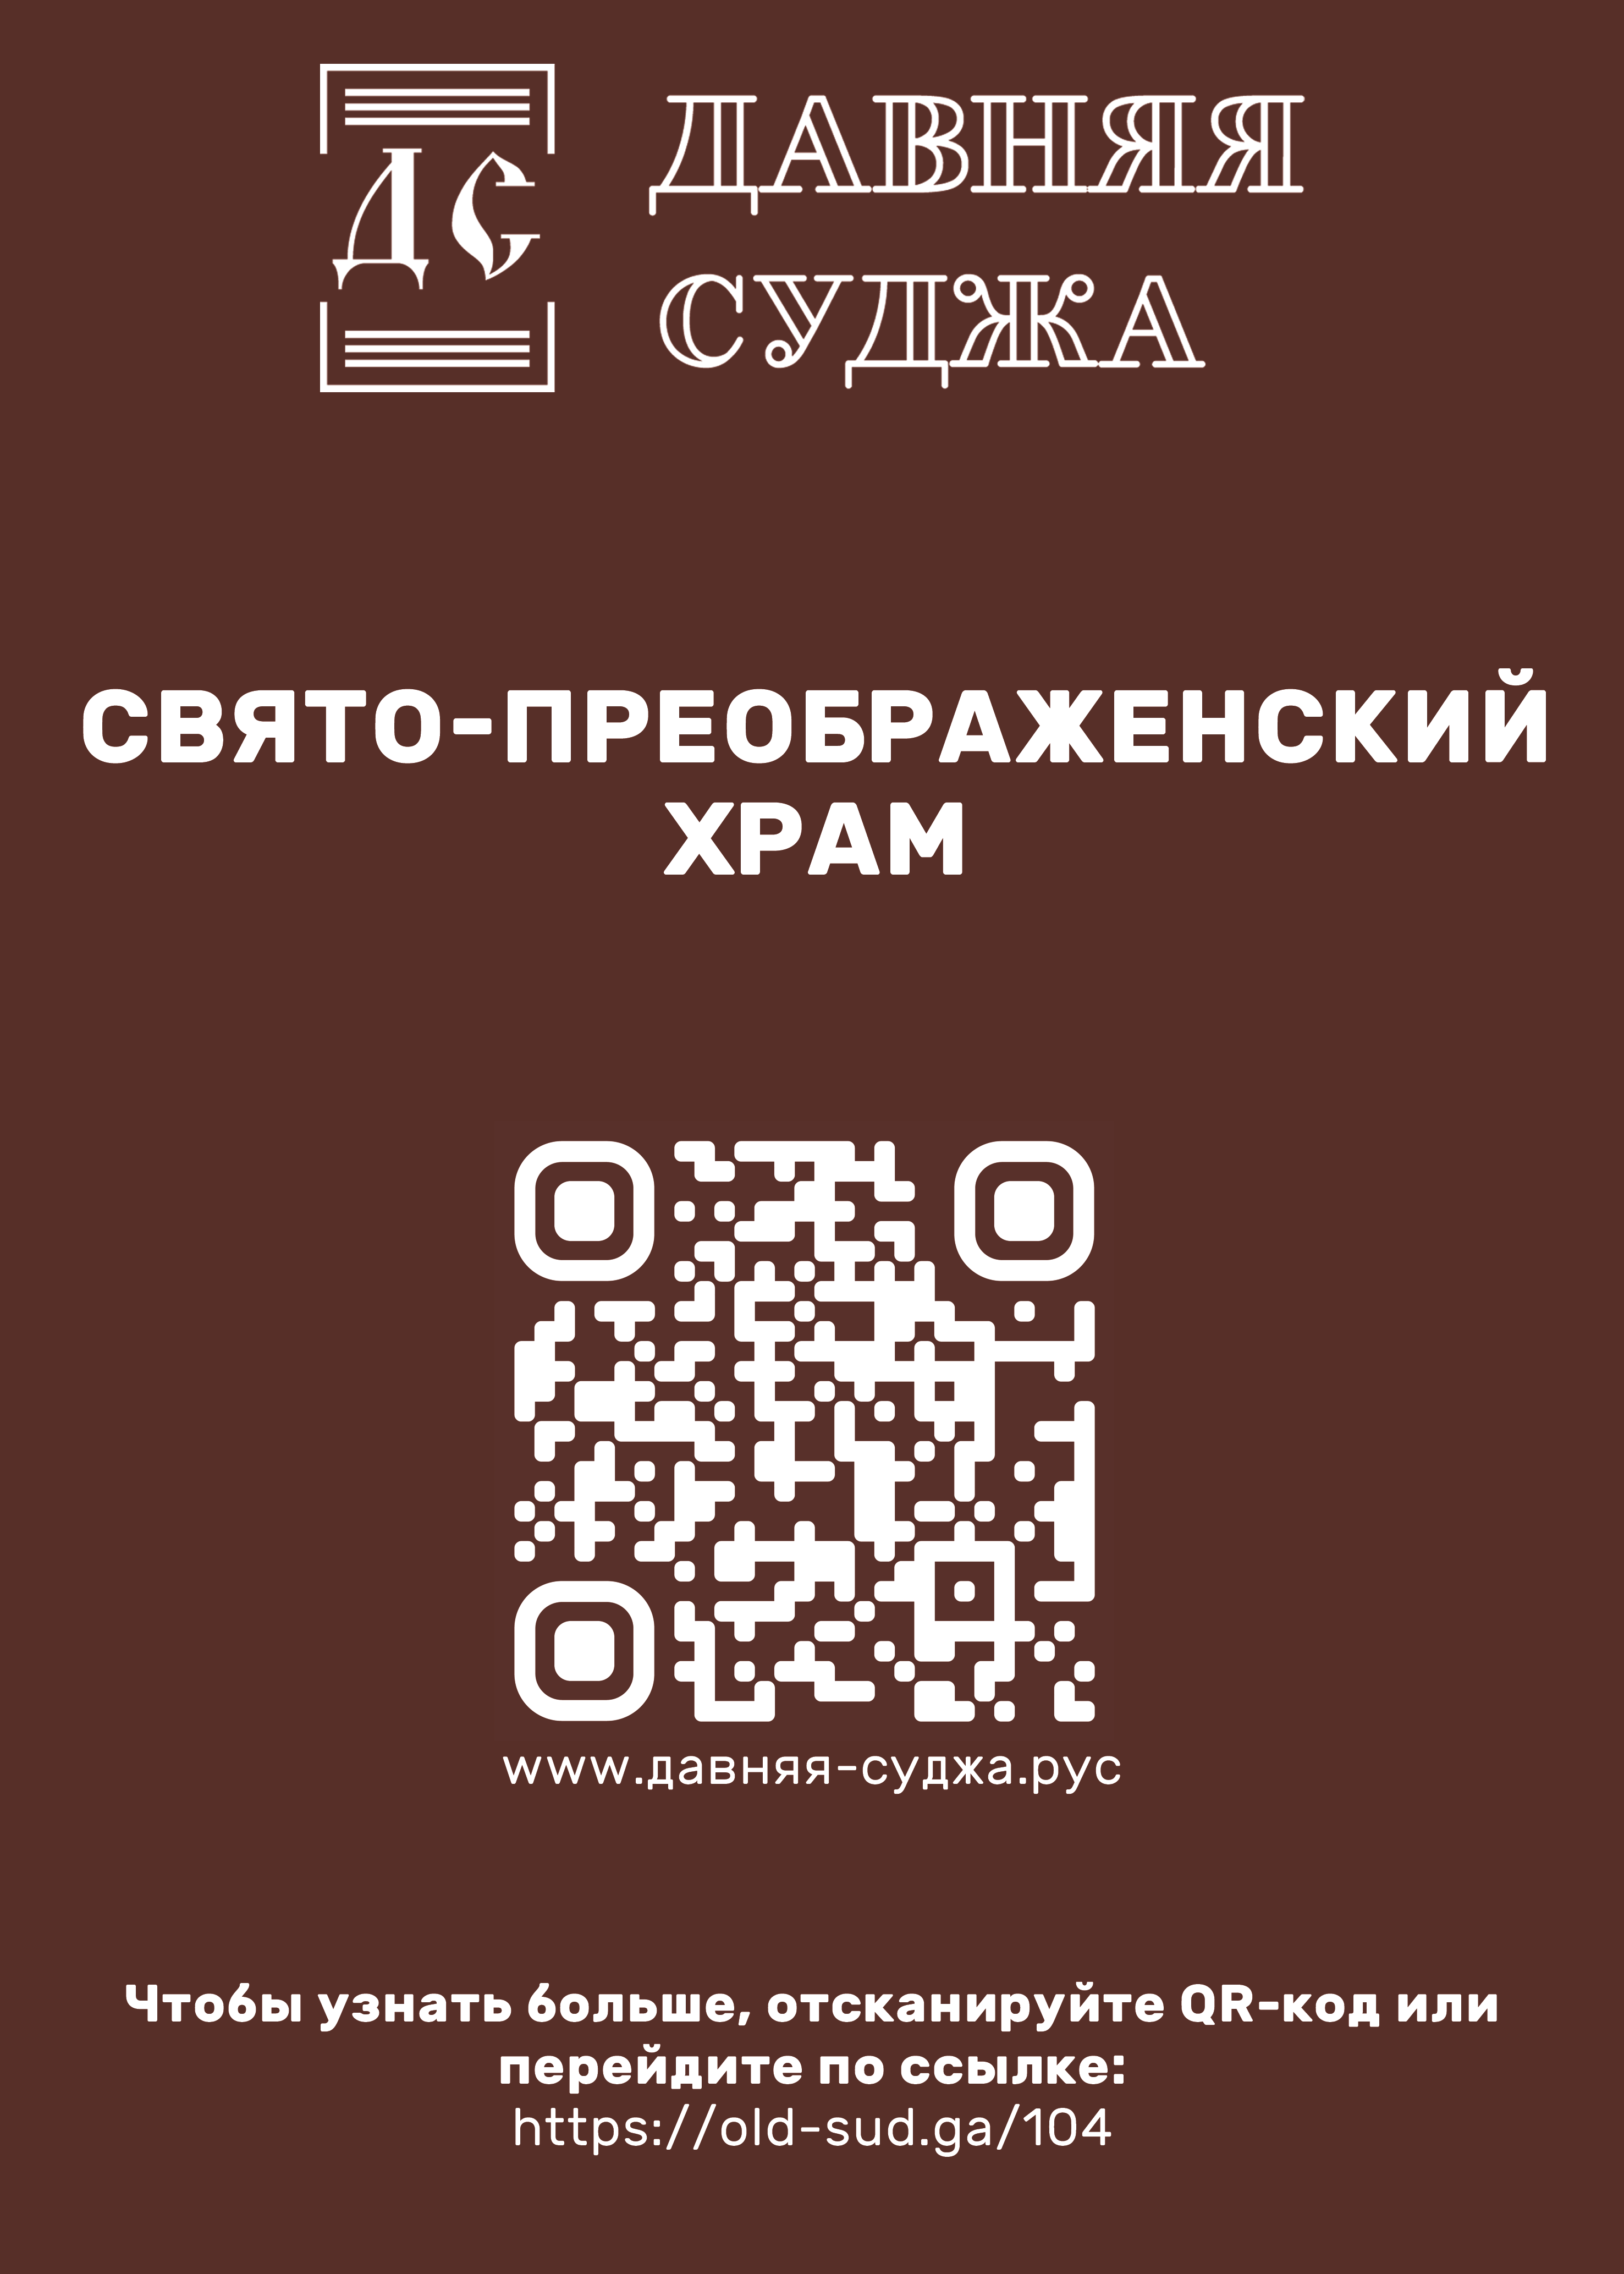 ДС
ДАВНЯЯ
СУДЖА
СВЯТО-ПРЕОБРАЖЕНСКИЙ
ХРАМ
www.давняя-суджа.рус
Чтобы узнать больше, отсканируйте QR-код или
перейдите по ссылке:
https://old-sud.ga/104